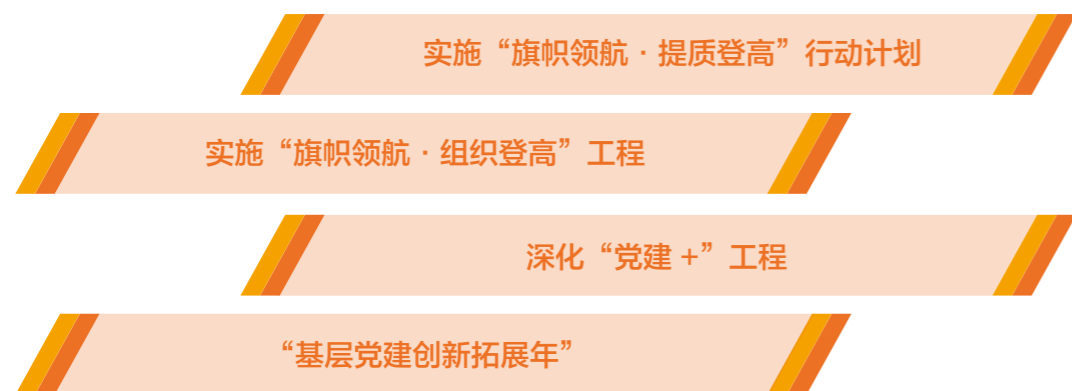 实施“旗帜领航·提质登高”行动计划
实施“旗帜领航·组织登高”工程
深化“党建 +”工程
“基层党建创新拓展年”